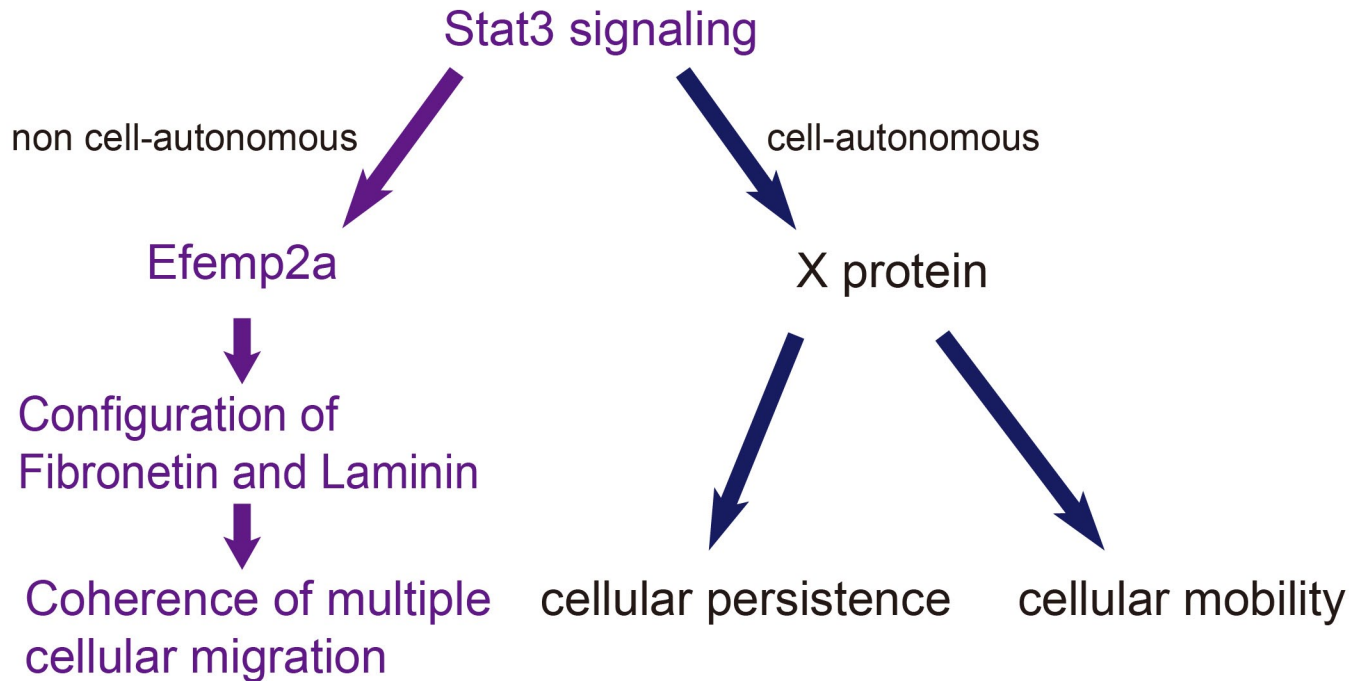 Stat3 signaling
non cell-autonomous
cell-autonomous
Efemp2a
X protein
Configuration of
Fibronetin and Laminin
Coherence of multiple
cellular migration
cellular persistence
cellular mobility